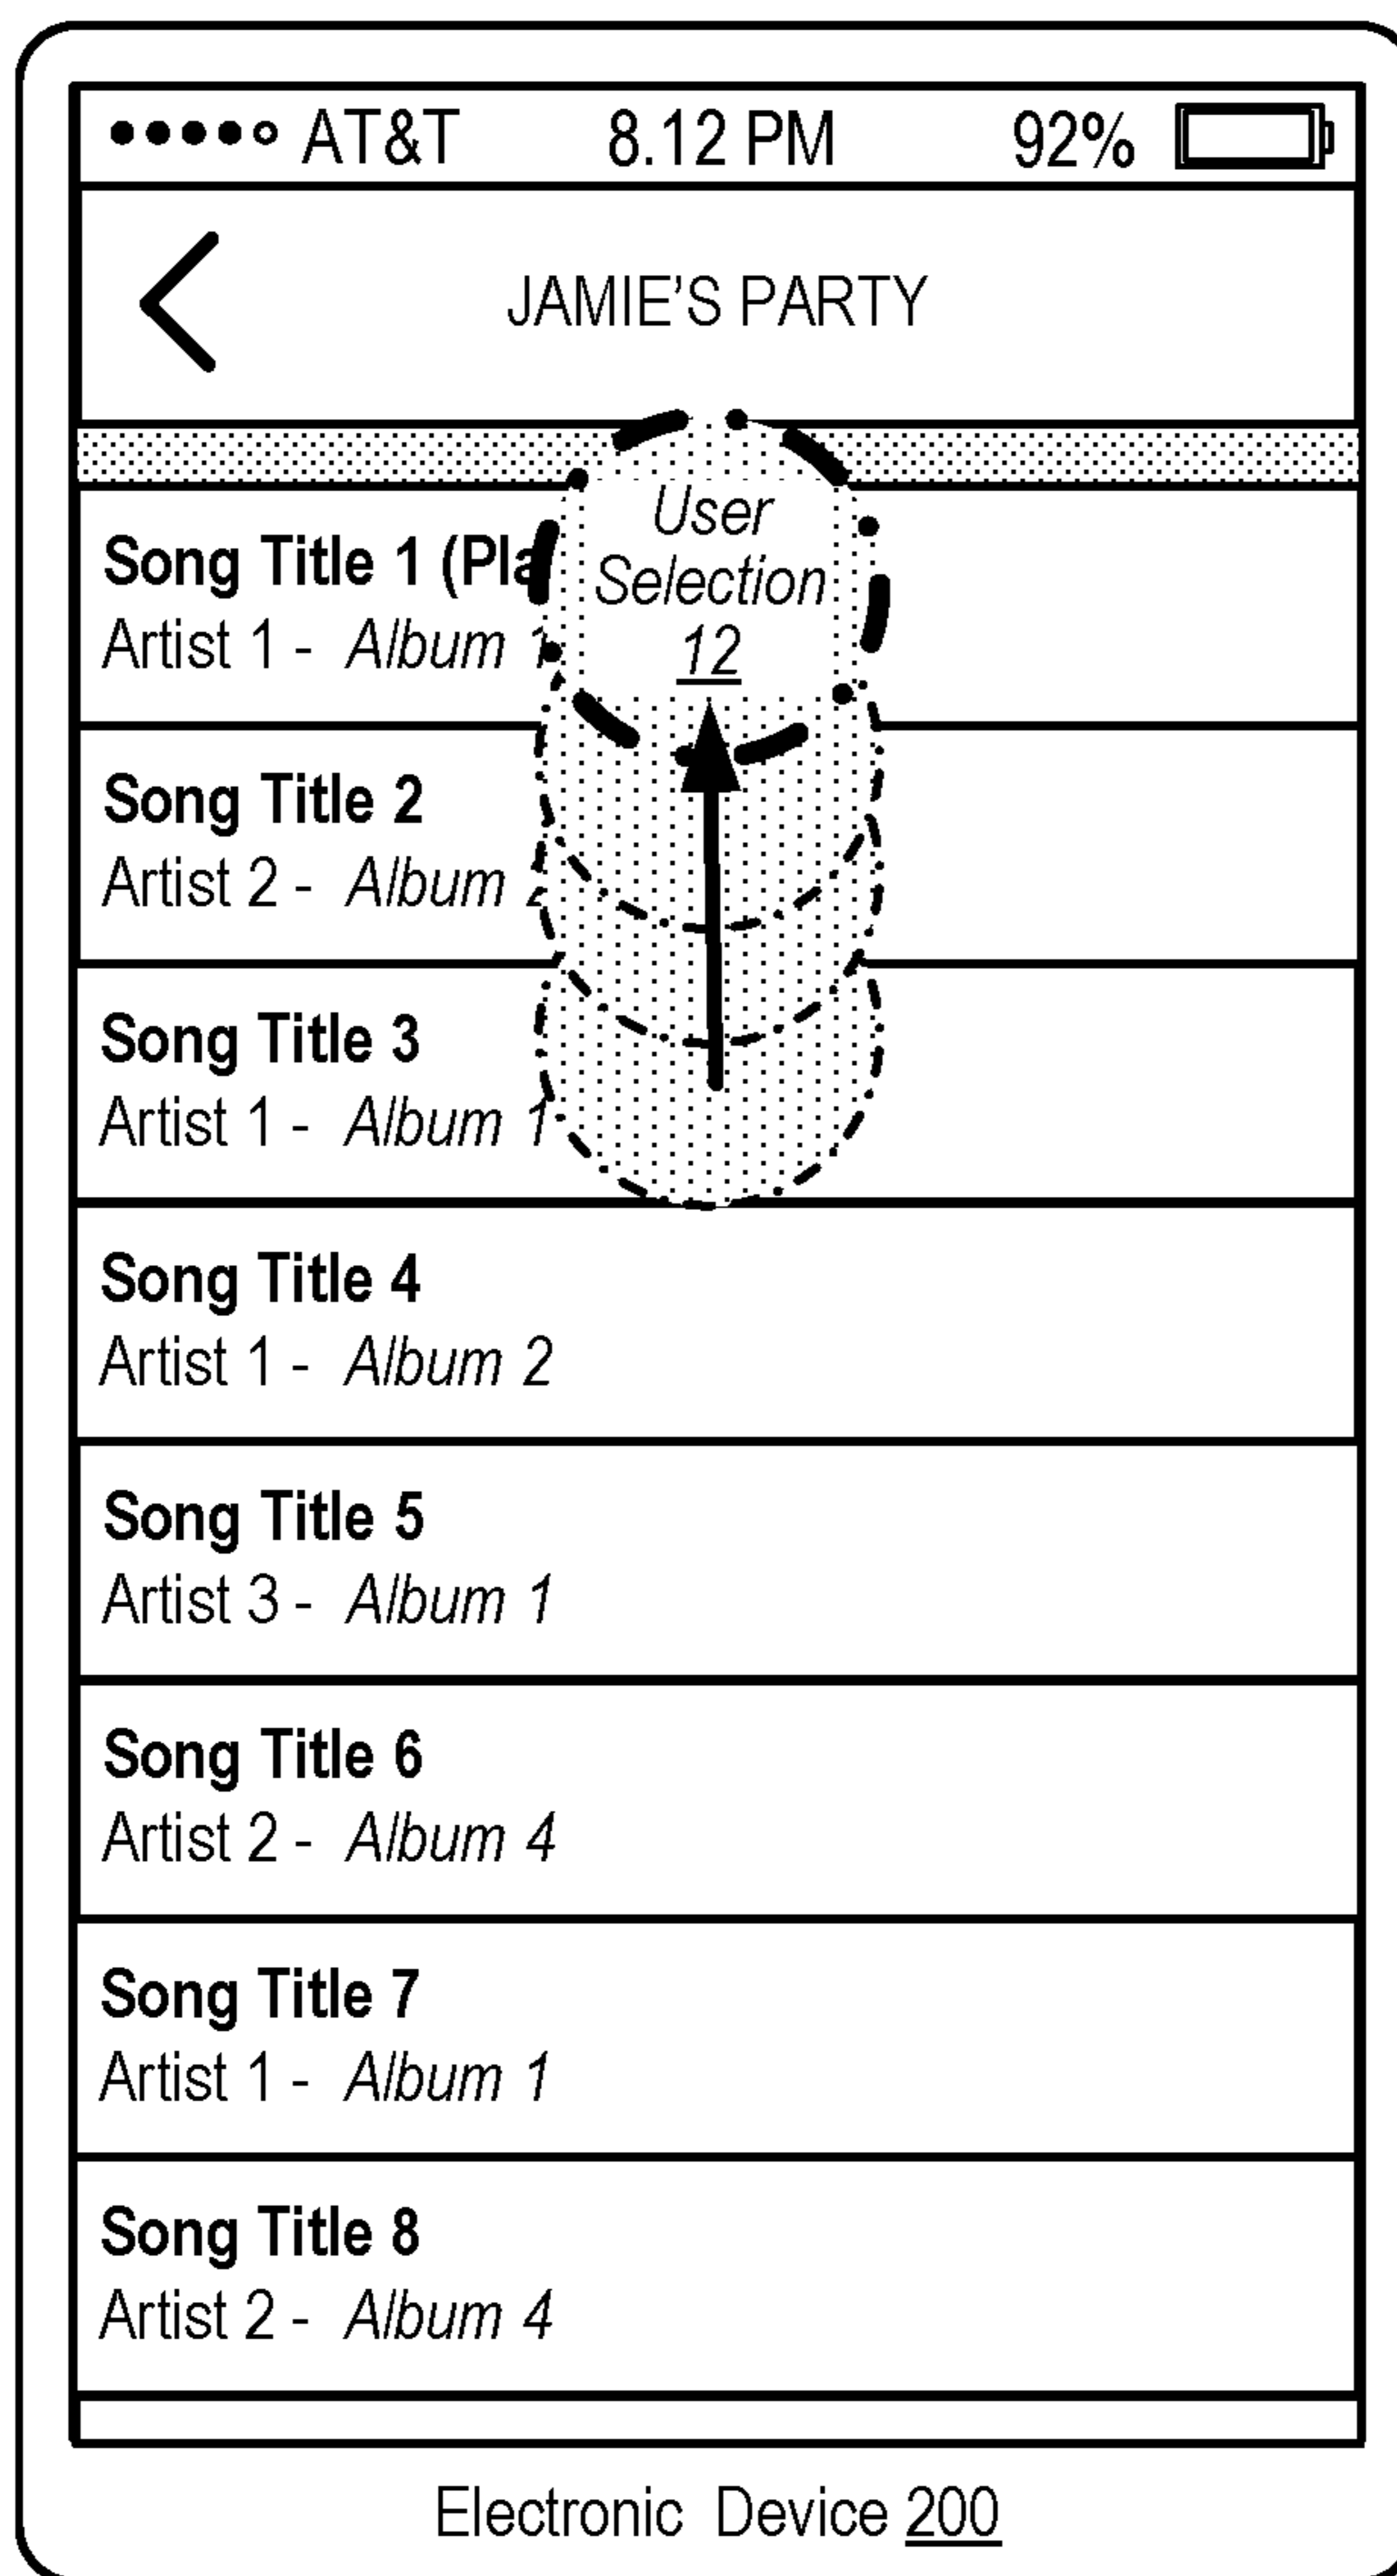 AT&T 8.12 PM 92%
JAMIE'S PARTY
User
Selection
12
Song Title 1 (Pla
Artist 1 - Album 1
Song Title 2
Artist 2 - Album
Song Title 3
Artist 1 - Album 1
Song Title 4
Artist 1 - Album 2
Song Title 5
Artist 3 - Album 1
Song Title 6
Artist 2 - Album 4
Song Title 7
Artist 1 - Album 1
Song Title 8
Artist 2 - Album 4
Electronic Device 200